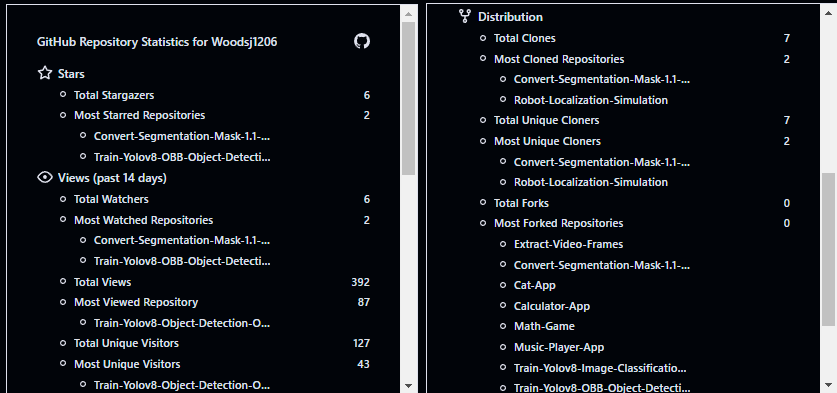 GitHub Repository Statistics for Woodsj1206
Stars
Total Stargazers 6
Most Starred Repositories 2
Convert-Segmentation-Mask-1.1-...
Train-Yolov8-OBB-Object-Detecti...
Views (past 14 days)
Total Watchers 6
Most Watched Repositories 2
Convert-Segmentation-Mask-1.1-...
Train-Yolov8-OBB-Object-Detecti...
Total Views 392
Most Viewed Repository 87
Train-Yolov8-Object-Detection-O...
Total Unique Visitors 127
Most Unique Visitors 43
Train-Yolov8-Object-Detection-O...
Distribution
Total Clones 7
Most Cloned Repositories 2
Convert-Segmentation-Mask-1.1-...
Robot-Localization-Simulation
Total Unique Cloners 7
Most Unique Cloners 2
Convert-Segmentation-Mask-1.1-...
Robot-Localization-Simulation
Total Forks 0
Most Forked Repositories 0
Extract-Video-Frames
Convert-Segmentation-Mask-1.1-...
Cat-App
Calculator-App
Math-Game
Music-Player-App
Train-Yolov8-Image-Classificatio...
Train-Yolov8-OBB-Object-Detecti...